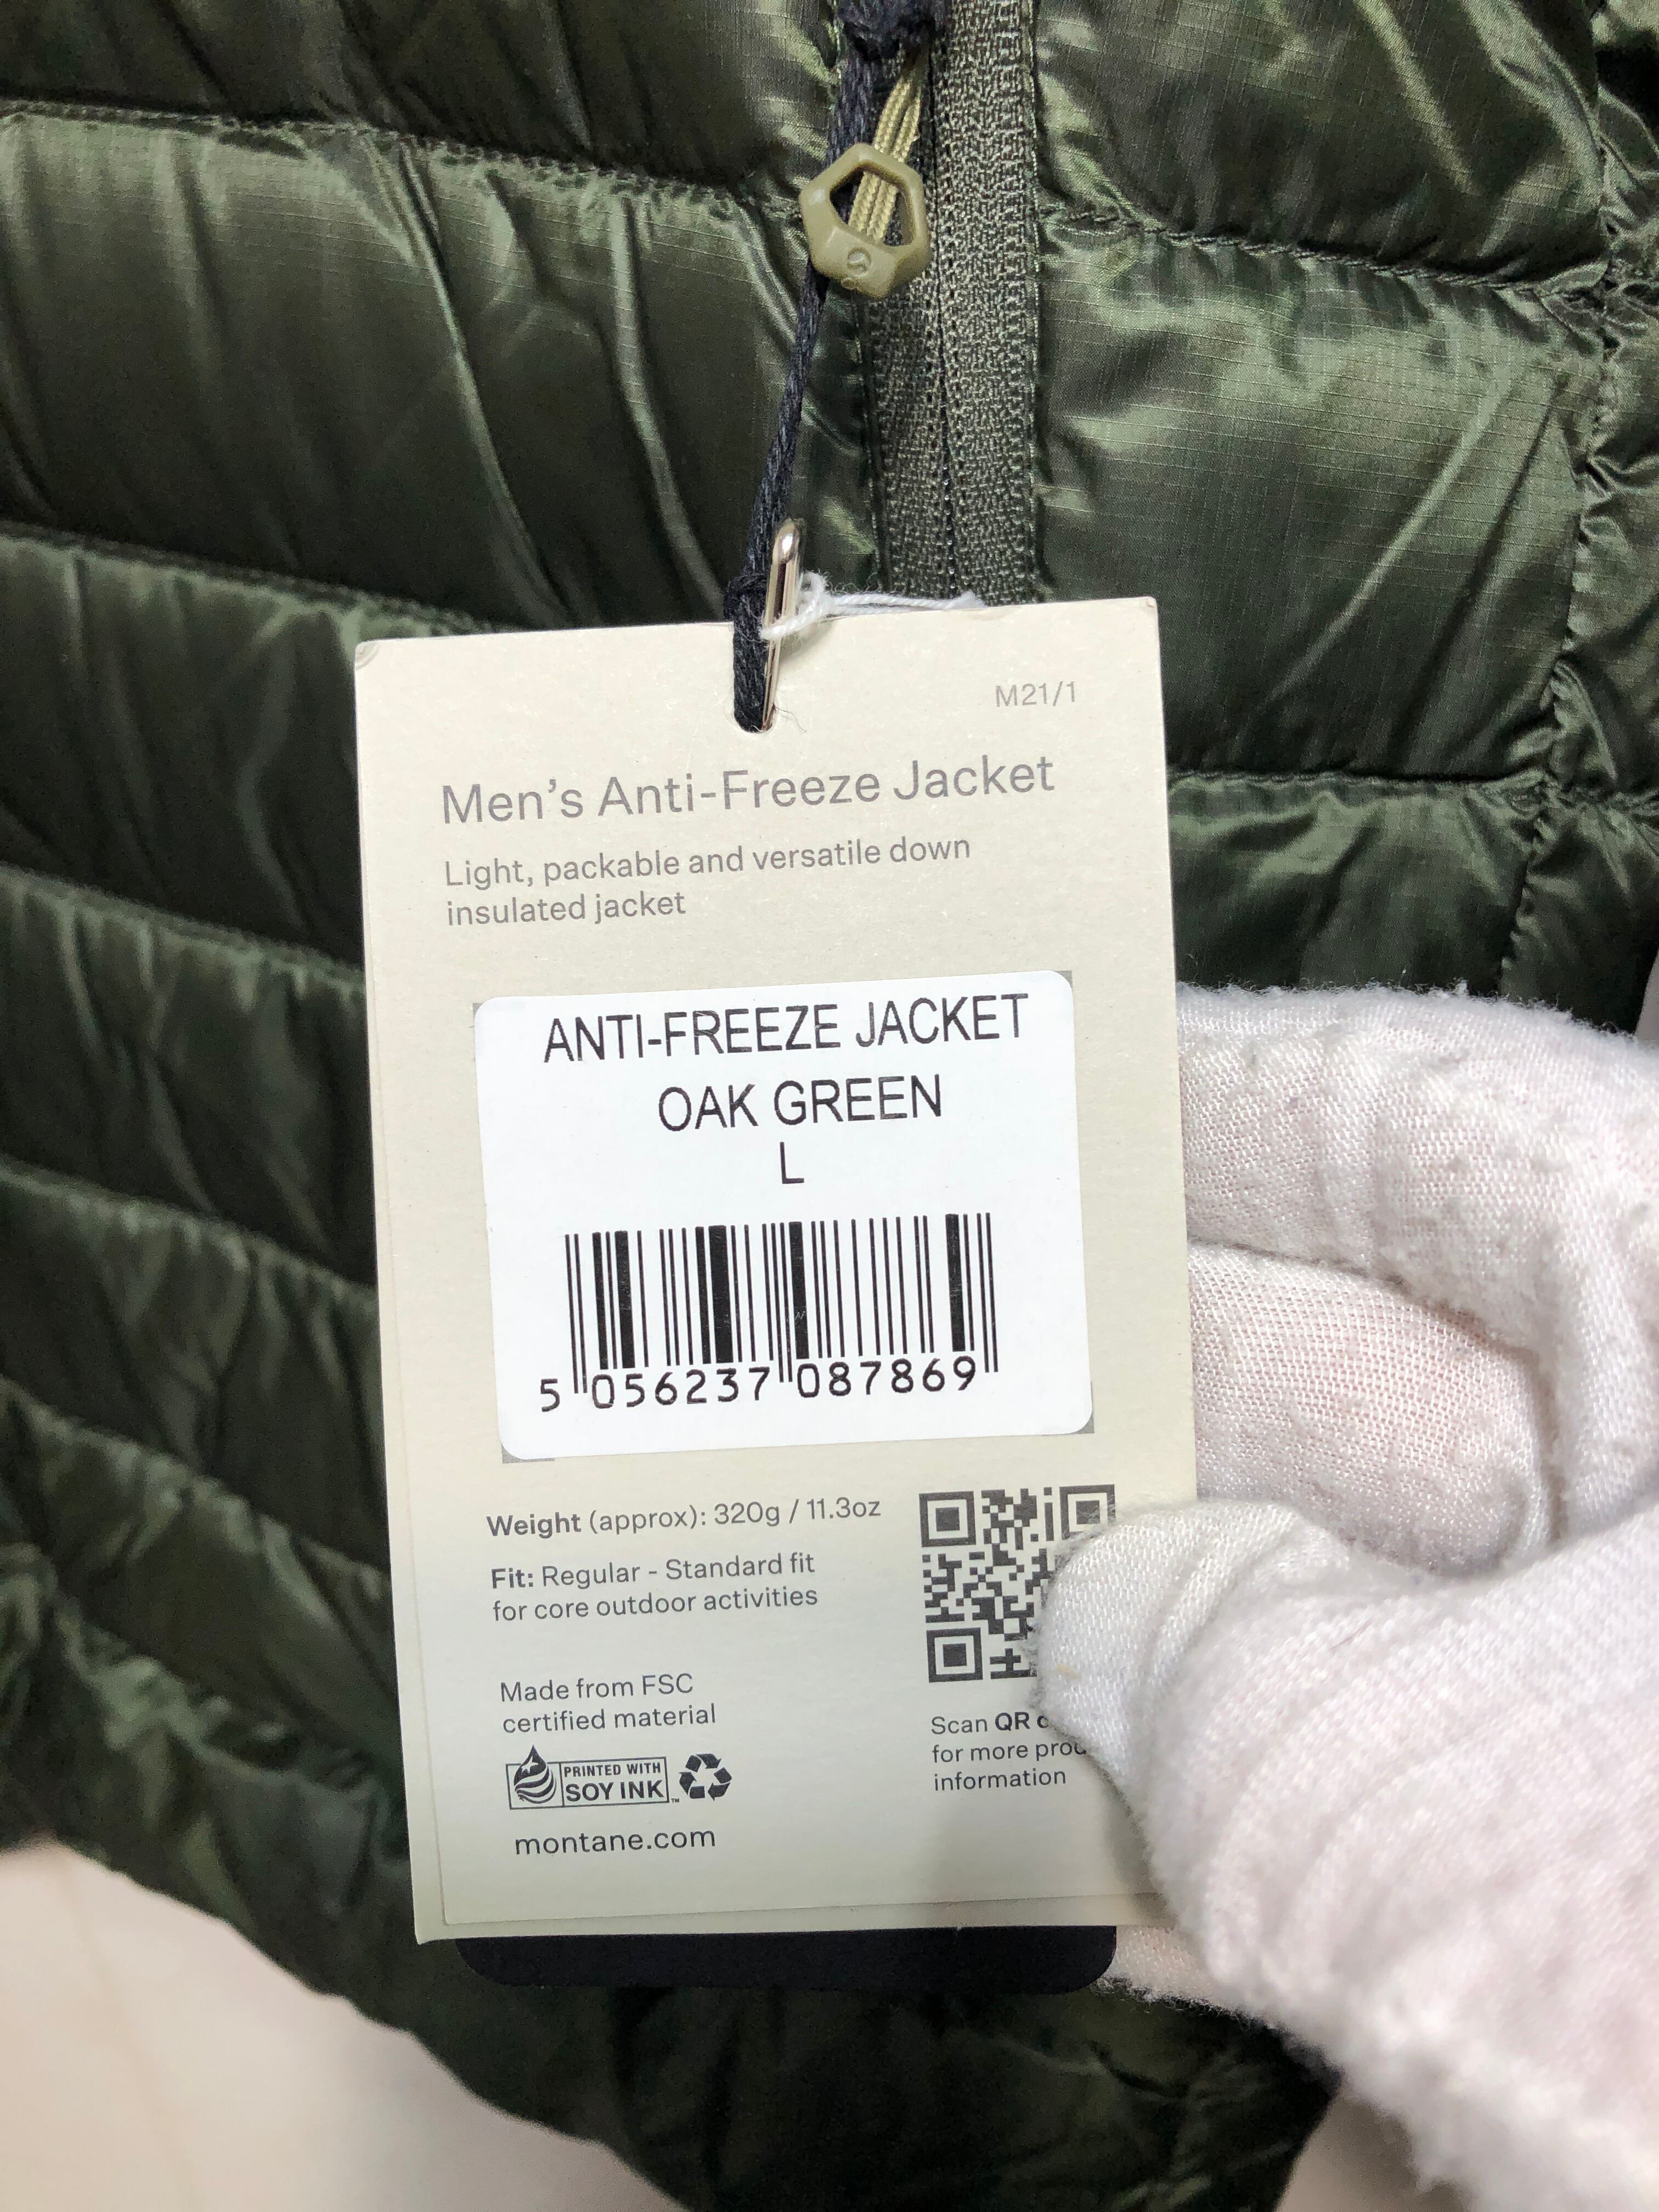 M21/1
Men's Anti-Freeze Jacket
Light, packable and versatile down
insulated jacket
ANTI-FREEZE JACKET
OAK GREEN
L
5 056237 087869
Weight (approx): 320g / 11.3oz
Fit: Regular - Standard fit
for core outdoor activities
Made from FSC
certified material
PRINTED WITH
SOY INK™
montane.com
Scan QR
for more
information